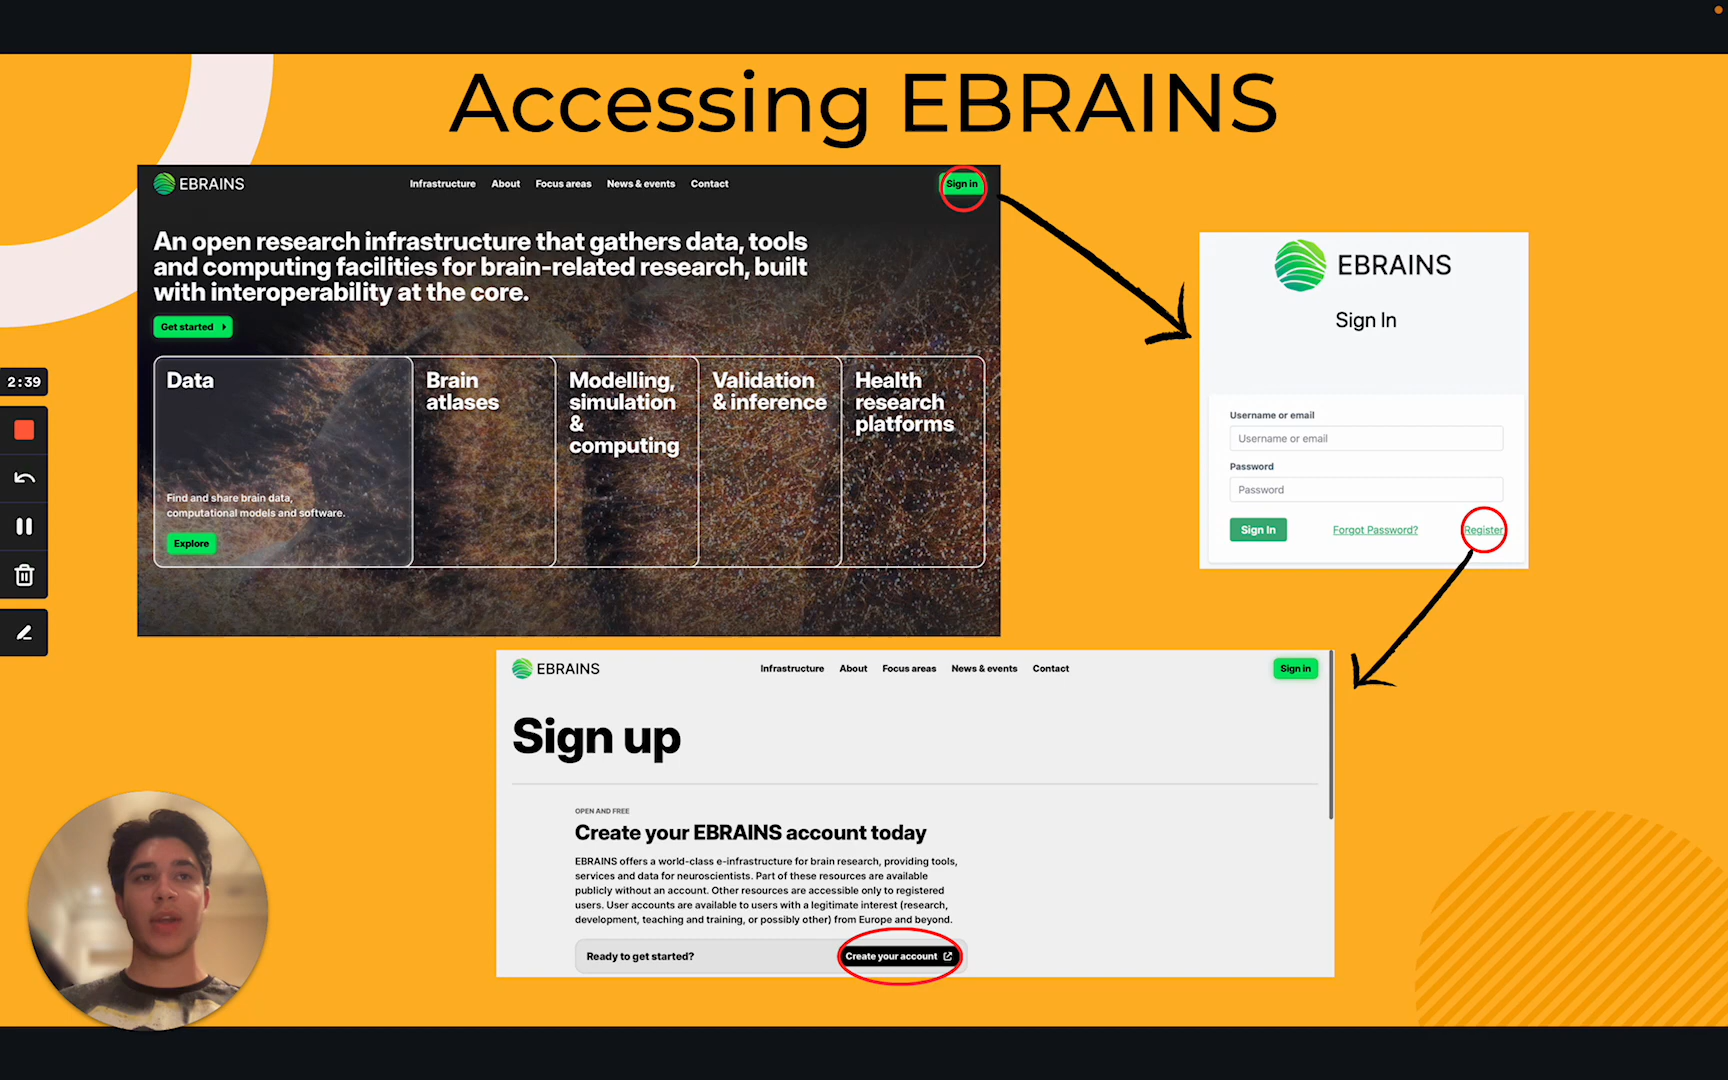 Accessing EBRAINS
EBRAINS
Infrastructure About Focus areas News & events Contact
Sign in
An open research infrastructure that gathers data, tools
and computing facilities for brain-related research, built
with interoperability at the core.
Get started
Data
Find and share brain data,
computational models and software.
Explore
Brain
atlases
Modelling,
simulation
&
computing
Validation
& inference
Health
research
platforms
EBRAINS
Sign In
Username or email
Username or email
Password
Password
Sign In Forgot Password? Register
2:39
EBRAINS
Infrastructure About Focus areas News & events Contact
Sign in
Sign up
OPEN AND FREE
Create your EBRAINS account today
EBRAINS offers a world-class e-infrastructure for brain research, providing tools,
services and data for neuroscientists. Part of these resources are available
publicly without an account. Other resources are accessible only to registered
users. User accounts are available to users with a legitimate interest (research,
development, teaching and training, or possibly other) from Europe and beyond.
Ready to get started? Create your account